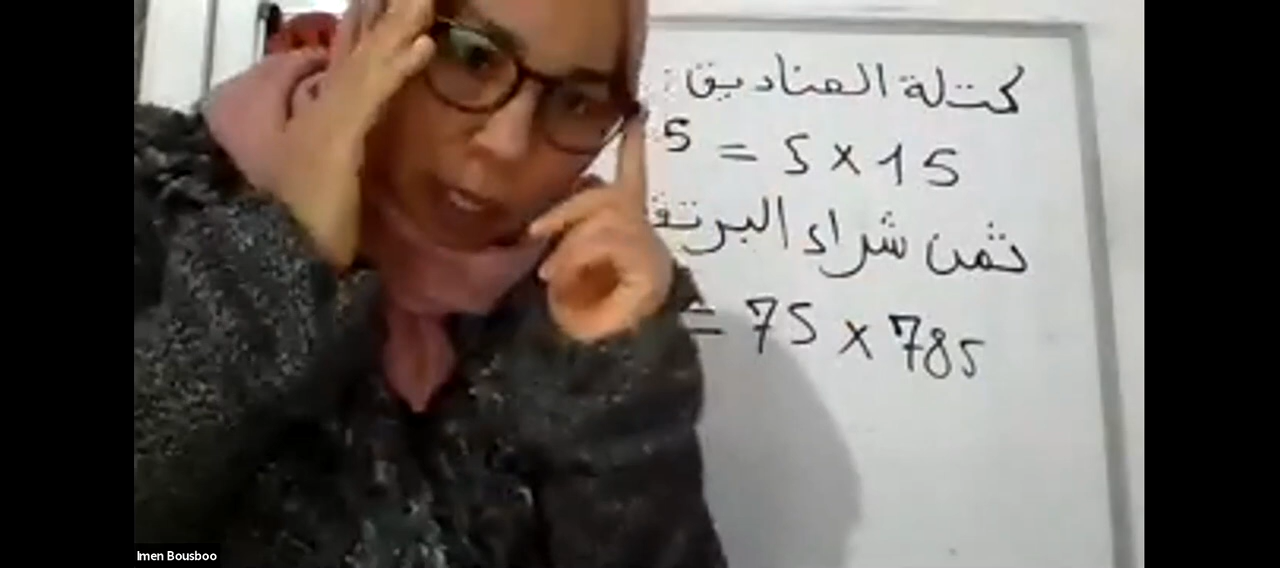 كتلة الصناديق:
5 = 5 × 15
ثمن شراء
= 75 × 785
Imen Bousboo